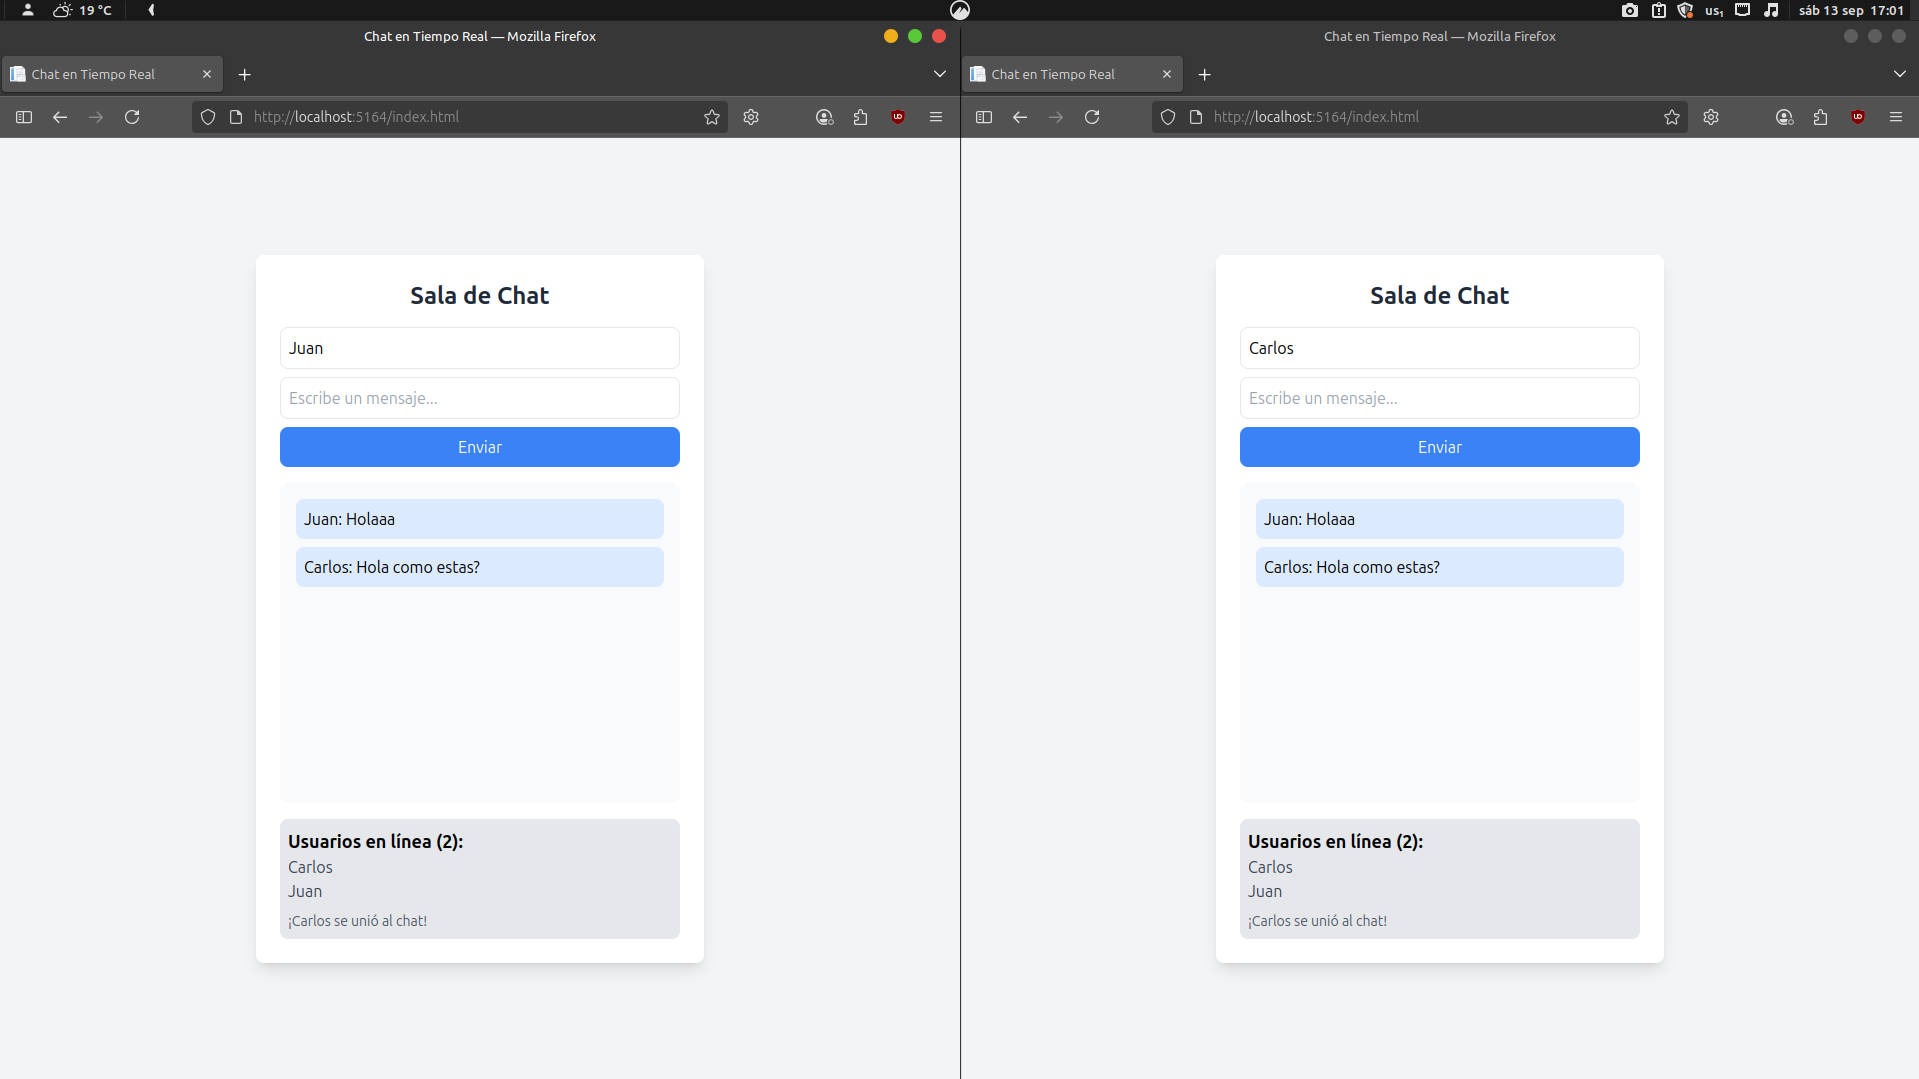 19 °C
us1
sáb 13 sep 17:01
Chat en Tiempo Real — Mozilla Firefox
Chat en Tiempo Real
http://localhost:5164/index.html
Sala de Chat
Juan
Escribe un mensaje...
Enviar
Juan: Holaaa
Carlos: Hola como estas?
Usuarios en línea (2):
Carlos
Juan
¡Carlos se unió al chat!
Chat en Tiempo Real — Mozilla Firefox
Chat en Tiempo Real
http://localhost:5164/index.html
Sala de Chat
Carlos
Escribe un mensaje...
Enviar
Juan: Holaaa
Carlos: Hola como estas?
Usuarios en línea (2):
Carlos
Juan
¡Carlos se unió al chat!